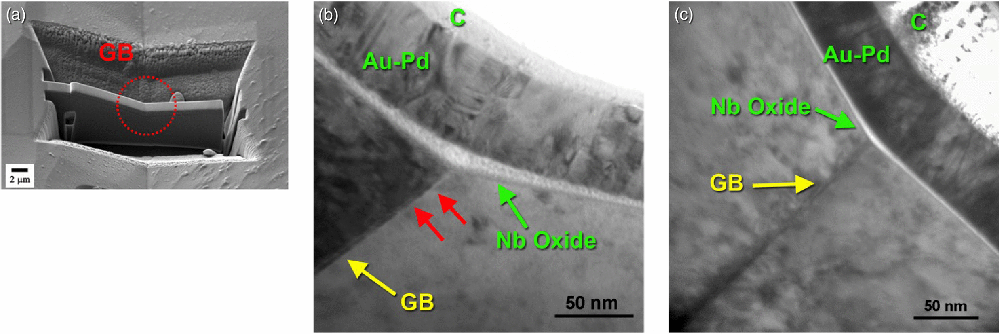 (a)
GB
2 μm
(b)
C
Au-Pd
Nb Oxide
GB
50 nm
(c)
C
Au-Pd
Nb Oxide
GB
50 nm